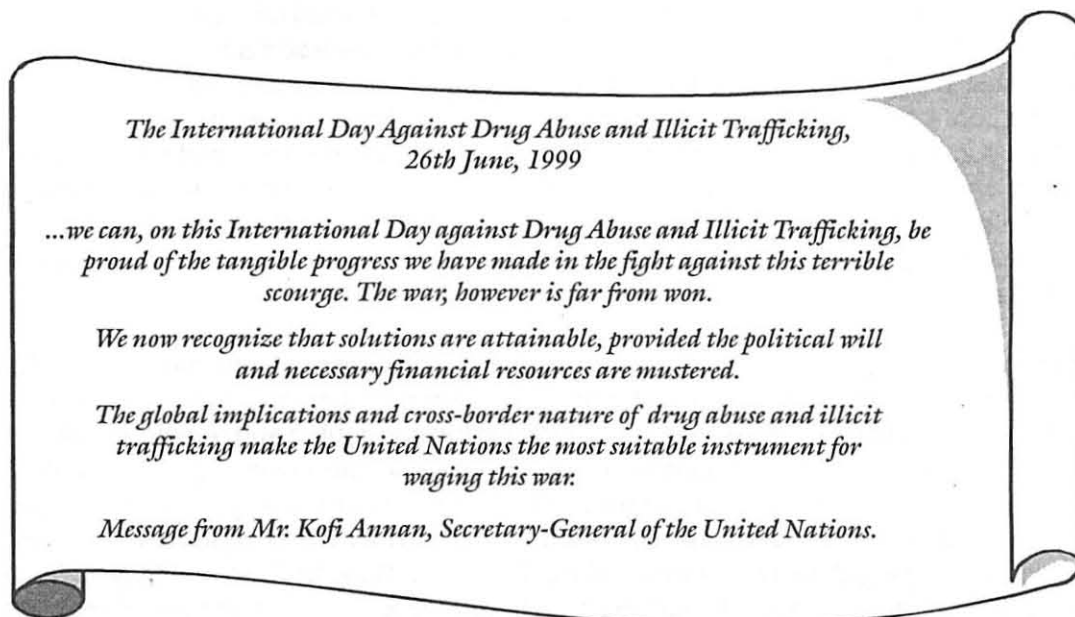 The International Day Against Drug Abuse and Illicit Trafficking,
26th June, 1999
...we can, on this International Day against Drug Abuse and Illicit Trafficking, be
proud of the tangible progress we have made in the fight against this terrible
scourge. The war, however is far from won.
We now recognize that solutions are attainable, provided the political will
and necessary financial resources are mustered.
The global implications and cross-border nature of drug abuse and illicit
trafficking make the United Nations the most suitable instrument for
waging this war.
Message from Mr. Kofi Annan, Secretary-General of the United Nations.